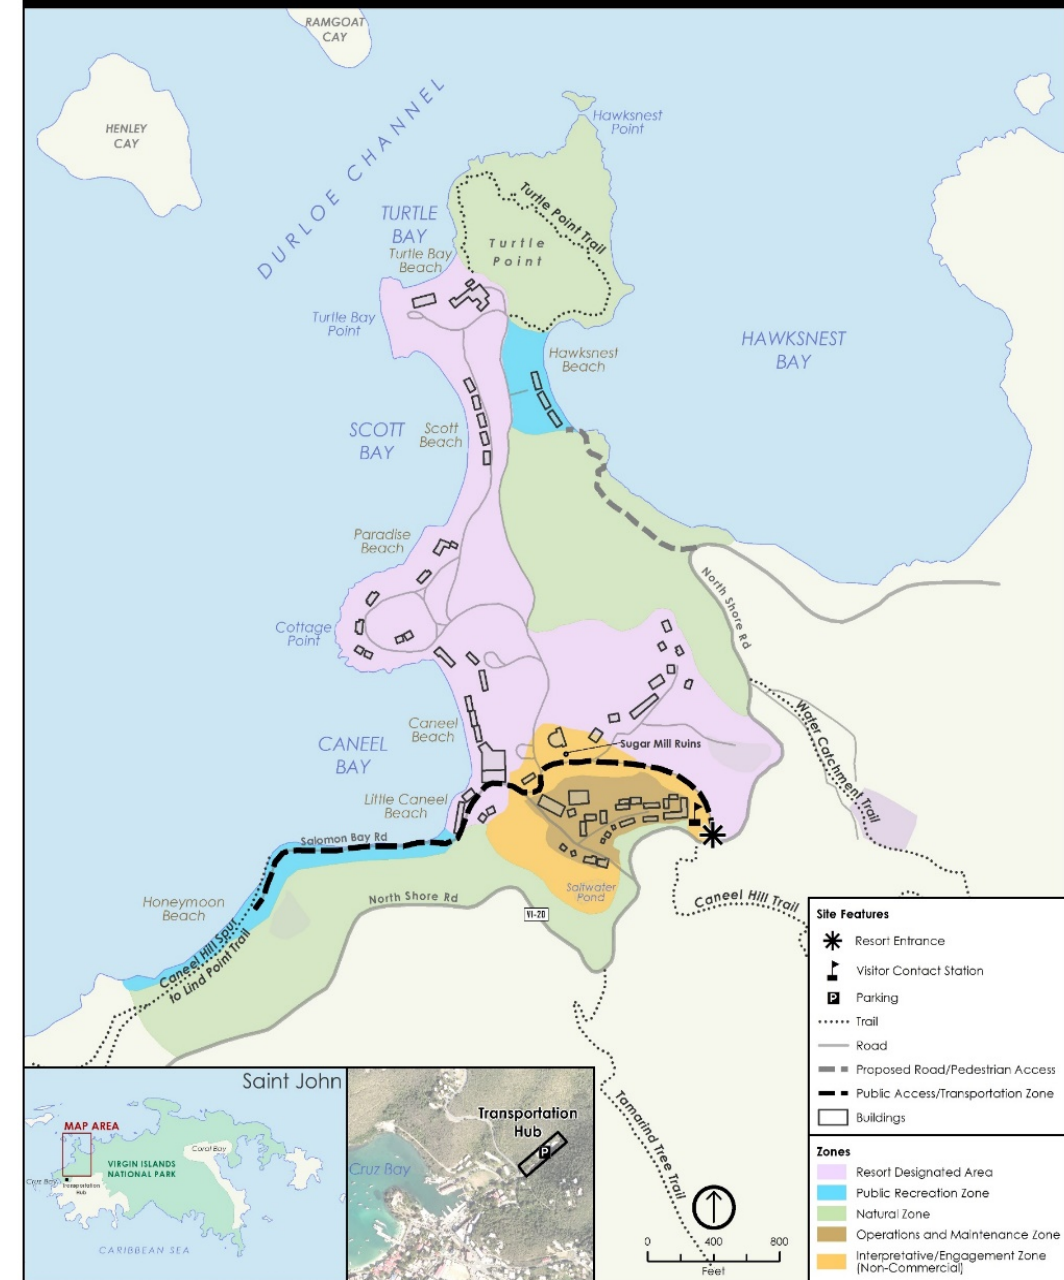 RAMGOAT
CAY
HENLEY
CAY
DURLOE CHANNEL
Hawksnest
Point
TURTLE
BAY
Turtle Point Trail
Turtle
Point
Turtle Bay
Beach
Turtle Bay
Point
HAWKSNEST
BAY
Hawksnest
Beach
SCOTT
BAY
Scott
Beach
Paradise
Beach
North Shore Rd
Cottage
Point
Water Catchment Trail
Caneel
Beach
CANEEL
BAY
Sugar Mill Ruins
Little Caneel
Beach
Salomon Bay Rd
Saltwater
Pond
North Shore Rd
Caneel Hill Trail
Honeymoon
Beach
VI-20
Caneel Hill Spur
to Lind Point Trail
Tamarind Tree Trail
Site Features
Resort Entrance
Visitor Contact Station
P
Parking
Trail
Road
Proposed Road/Pedestrian Access
Public Access/Transportation Zone
Buildings
Zones
Resort Designated Area
Public Recreation Zone
Natural Zone
Operations and Maintenance Zone
Interpretative/Engagement Zone
(Non-Commercial)
0 400 800
Feet
Saint John
MAP AREA
VIRGIN ISLANDS
NATIONAL PARK
Coral Bay
Cruz Bay
Transportation
Hub
CARIBBEAN SEA
Transportation
Hub
P
Cruz Bay